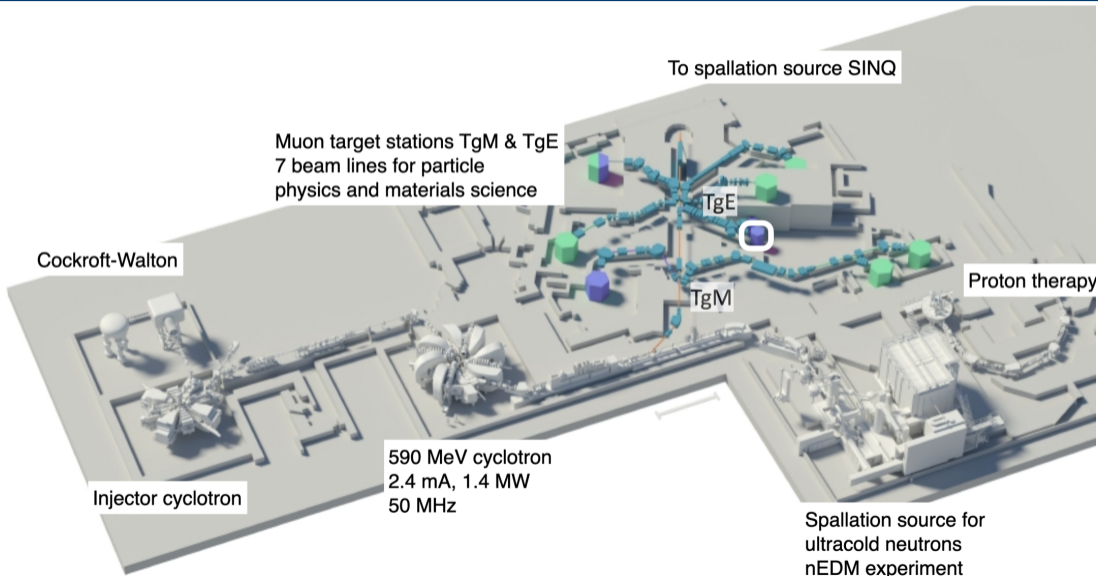 To spallation source SINQ
Muon target stations TgM & TgE
7 beam lines for particle
physics and materials science
TgE
Cockroft-Walton
Proton therapy
TgM
590 MeV cyclotron
2.4 mA, 1.4 MW
50 MHz
Injector cyclotron
Spallation source for
ultracold neutrons
nEDM experiment